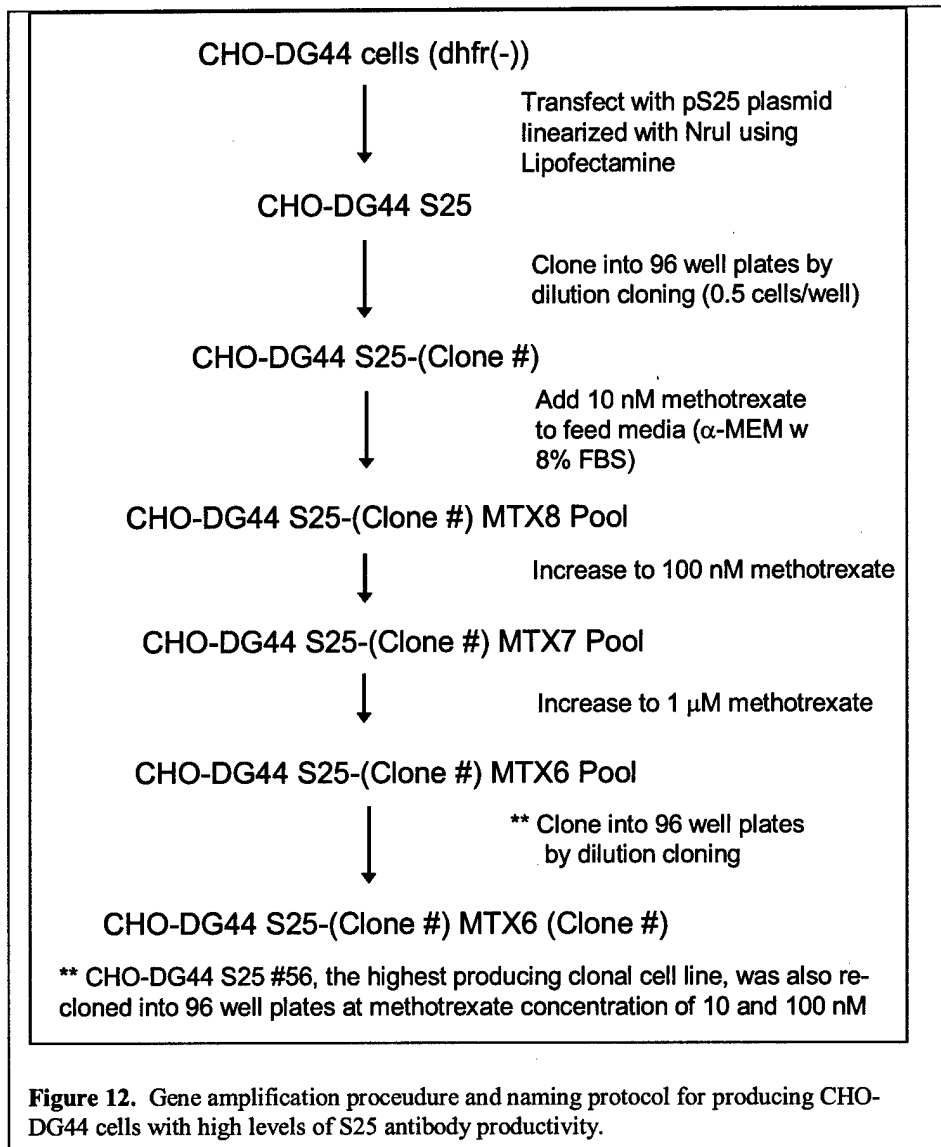 CHO-DG44 cells (dhfr(-))
Transfect with pS25 plasmid
linearized with NruI using
Lipofectamine
CHO-DG44 S25
Clone into 96 well plates by
dilution cloning (0.5 cells/well)
CHO-DG44 S25-(Clone #)
Add 10 nM methotrexate
to feed media (α-MEM w
8% FBS)
CHO-DG44 S25-(Clone #) MTX8 Pool
Increase to 100 nM methotrexate
CHO-DG44 S25-(Clone #) MTX7 Pool
Increase to 1 μM methotrexate
CHO-DG44 S25-(Clone #) MTX6 Pool
** Clone into 96 well plates
by dilution cloning
CHO-DG44 S25-(Clone #) MTX6 (Clone #)
** CHO-DG44 S25 #56, the highest producing clonal cell line, was also re-
cloned into 96 well plates at methotrexate concentration of 10 and 100 nM
Figure 12. Gene amplification proceudure and naming protocol for producing CHO-
DG44 cells with high levels of S25 antibody productivity.